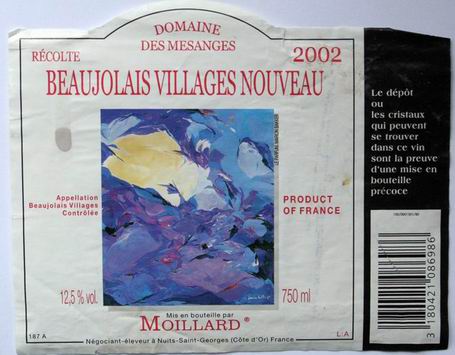 DOMAINE
DES MESANGES
RÉCOLTE
2002
BEAUJOLAIS VILLAGES NOUVEAU
Appellation
Beaujolais Villages
Contrôlée
PRODUCT
OF FRANCE
12,5 % vol.
750 ml
Mis en bouteille par
MOILLARD®
187 A
L.A
Négociant-éleveur à Nuits-Saint-Georges (Côte d'Or) France
Le dépôt
ou
les cristaux
qui peuvent
se trouver
dans ce vin
sont la preuve
d'une mise en
bouteille
précoce
3 180421 086986